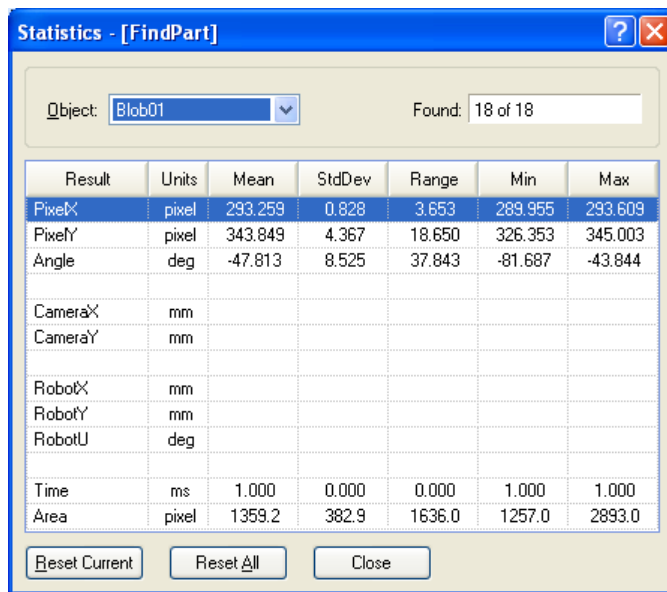 Statistics - [FindPart]
Object: Blob01 Found: 18 of 18
Result Units Mean StdDev Range Min Max
PixelX pixel 293.259 0.828 3.653 289.955 293.609
PixelY pixel 343.849 4.367 18.650 326.353 345.003
Angle deg -47.813 8.525 37.843 -81.687 -43.844
CameraX mm
CameraY mm
RobotX mm
RobotY mm
RobotU deg
Time ms 1.000 0.000 0.000 1.000 1.000
Area pixel 1359.2 382.9 1636.0 1257.0 2893.0
Reset Current Reset All Close